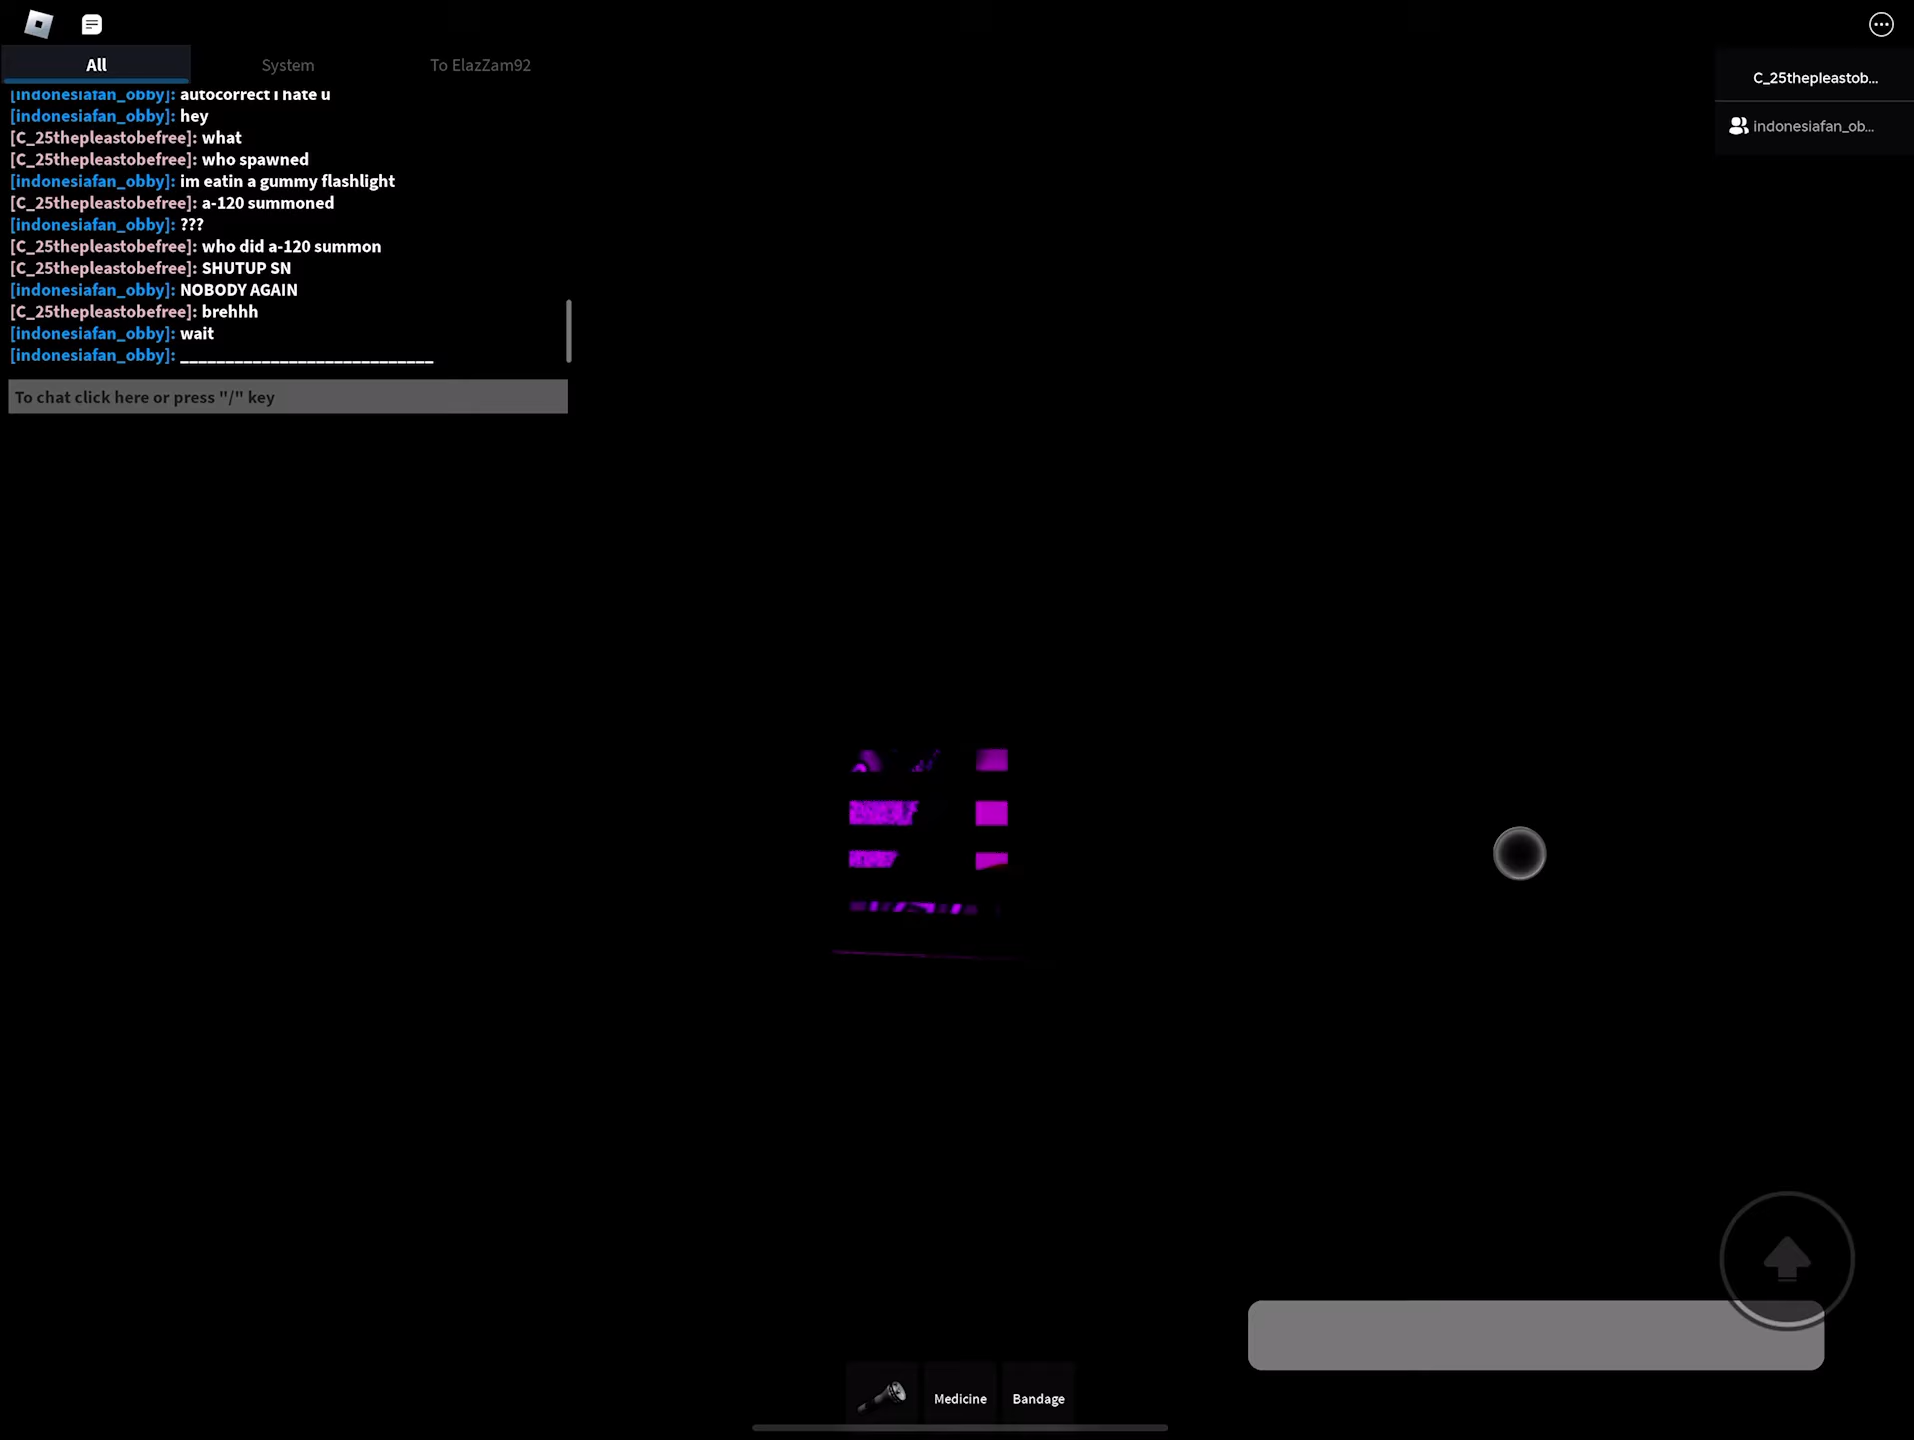 All
System
To ElazZam92
[indonesiafan_obby]: autocorrect i hate u
[indonesiafan_obby]: hey
[C_25thepleastobefree]: what
[C_25thepleastobefree]: who spawned
[indonesiafan_obby]: im eatin a gummy flashlight
[C_25thepleastobefree]: a-120 summoned
[indonesiafan_obby]: ???
[C_25thepleastobefree]: who did a-120 summon
[C_25thepleastobefree]: SHUTUP SN
[indonesiafan_obby]: NOBODY AGAIN
[C_25thepleastobefree]: brehhh
[indonesiafan_obby]: wait
[indonesiafan_obby]: ____________________________
To chat click here or press "/" key
C_25thepleastob...
indonesiafan_ob...
Medicine
Bandage